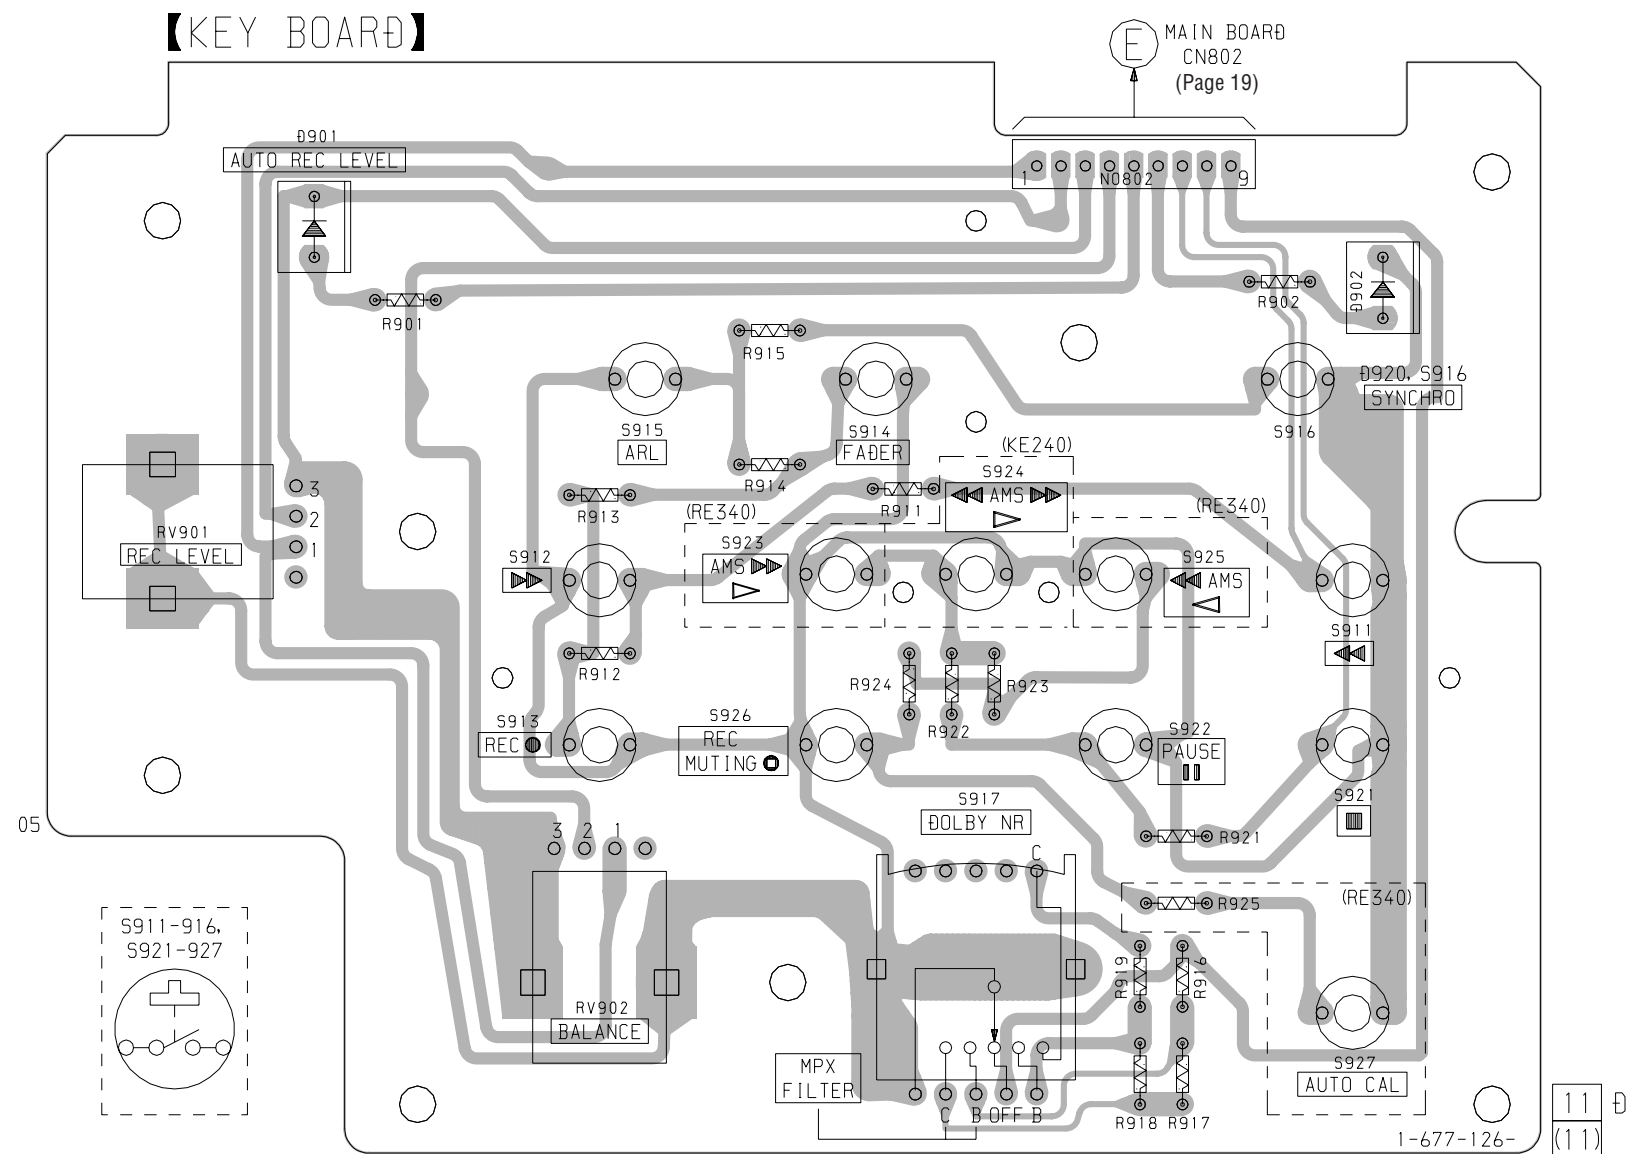 【KEY BOARD】
E
MAIN BOARD
CN802
(Page 19)
D901
AUTO REC LEVEL
1
NO802
9
R901
R902
D902
R915
D920, S916
SYNCHRO
S915
ARL
S914
FADER
S916
(KE240)
S924
AMS
R914
R913
R911
(RE340)
(RE340)
3
2
1
RV901
REC LEVEL
S912
S923
AMS
S925
AMS
S911
R912
R924
R923
R922
S913
REC
S926
REC
MUTING
S922
PAUSE
S921
S917
DOLBY NR
R921
05
3
2
1
C
R925
(RE340)
S911-916,
S921-927
R919
R916
RV902
BALANCE
MPX
FILTER
C
B
OFF
B
S927
AUTO CAL
R918
R917
1-677-126-
11
D
(11)